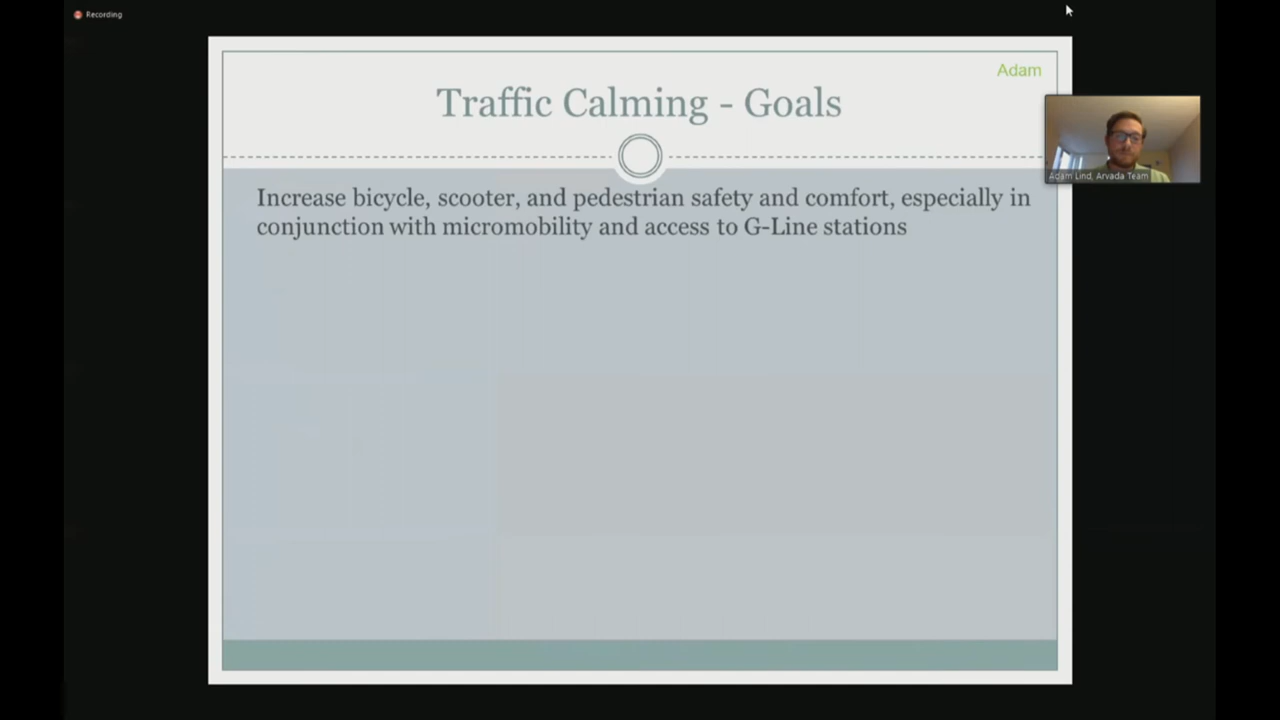 Recording
Adam
Traffic Calming - Goals
Adam Lind, Arvada Team
Increase bicycle, scooter, and pedestrian safety and comfort, especially in
conjunction with micromobility and access to G-Line stations